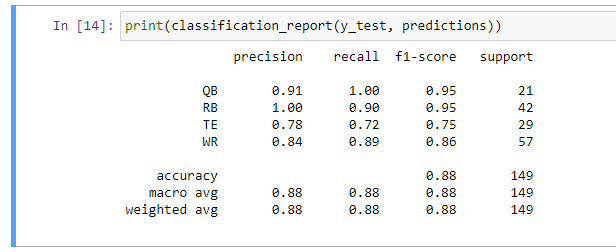 In [14]: print(classification_report(y_test, predictions))
precision recall f1-score support
QB 0.91 1.00 0.95 21
RB 1.00 0.90 0.95 42
TE 0.78 0.72 0.75 29
WR 0.84 0.89 0.86 57
accuracy 0.88 149
macro avg 0.88 0.88 0.88 149
weighted avg 0.88 0.88 0.88 149